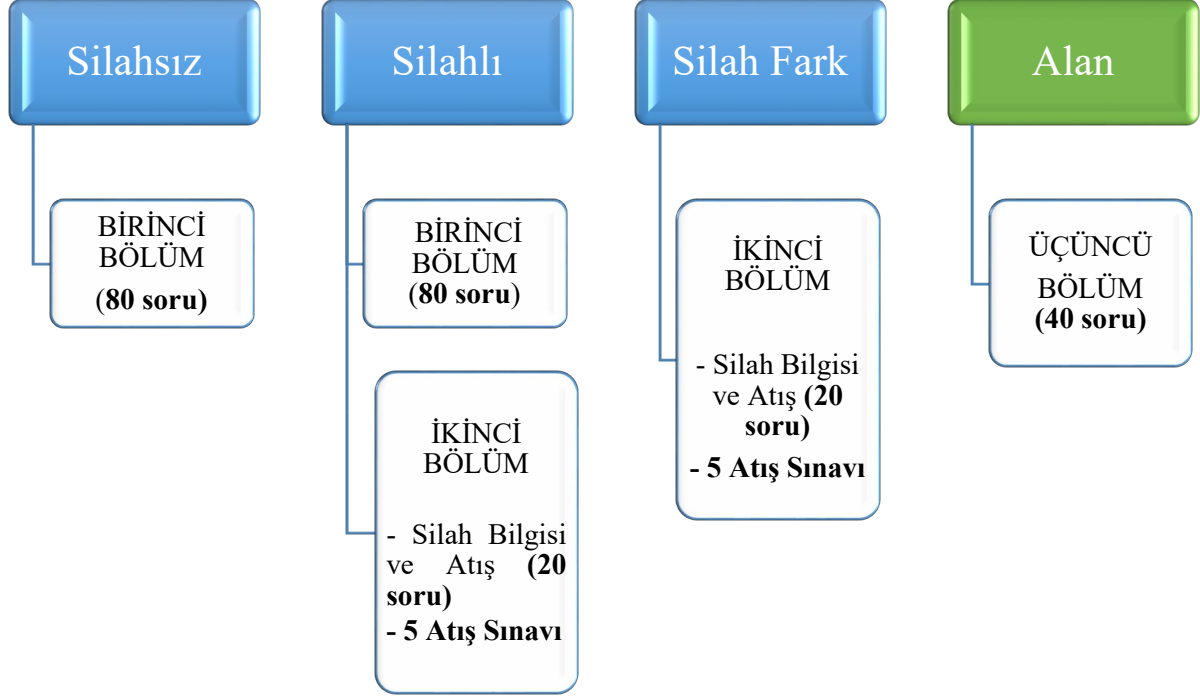 Silahsız
BİRİNCİ
BÖLÜM
(80 soru)
Silahlı
BİRİNCİ
BÖLÜM
(80 soru)
İKİNCİ
BÖLÜM
- Silah Bilgisi
ve Atış (20
soru)
- 5 Atış Sınavı
Silah Fark
İKİNCİ
BÖLÜM
- Silah Bilgisi
ve Atış (20
soru)
- 5 Atış Sınavı
Alan
ÜÇÜNCÜ
BÖLÜM
(40 soru)